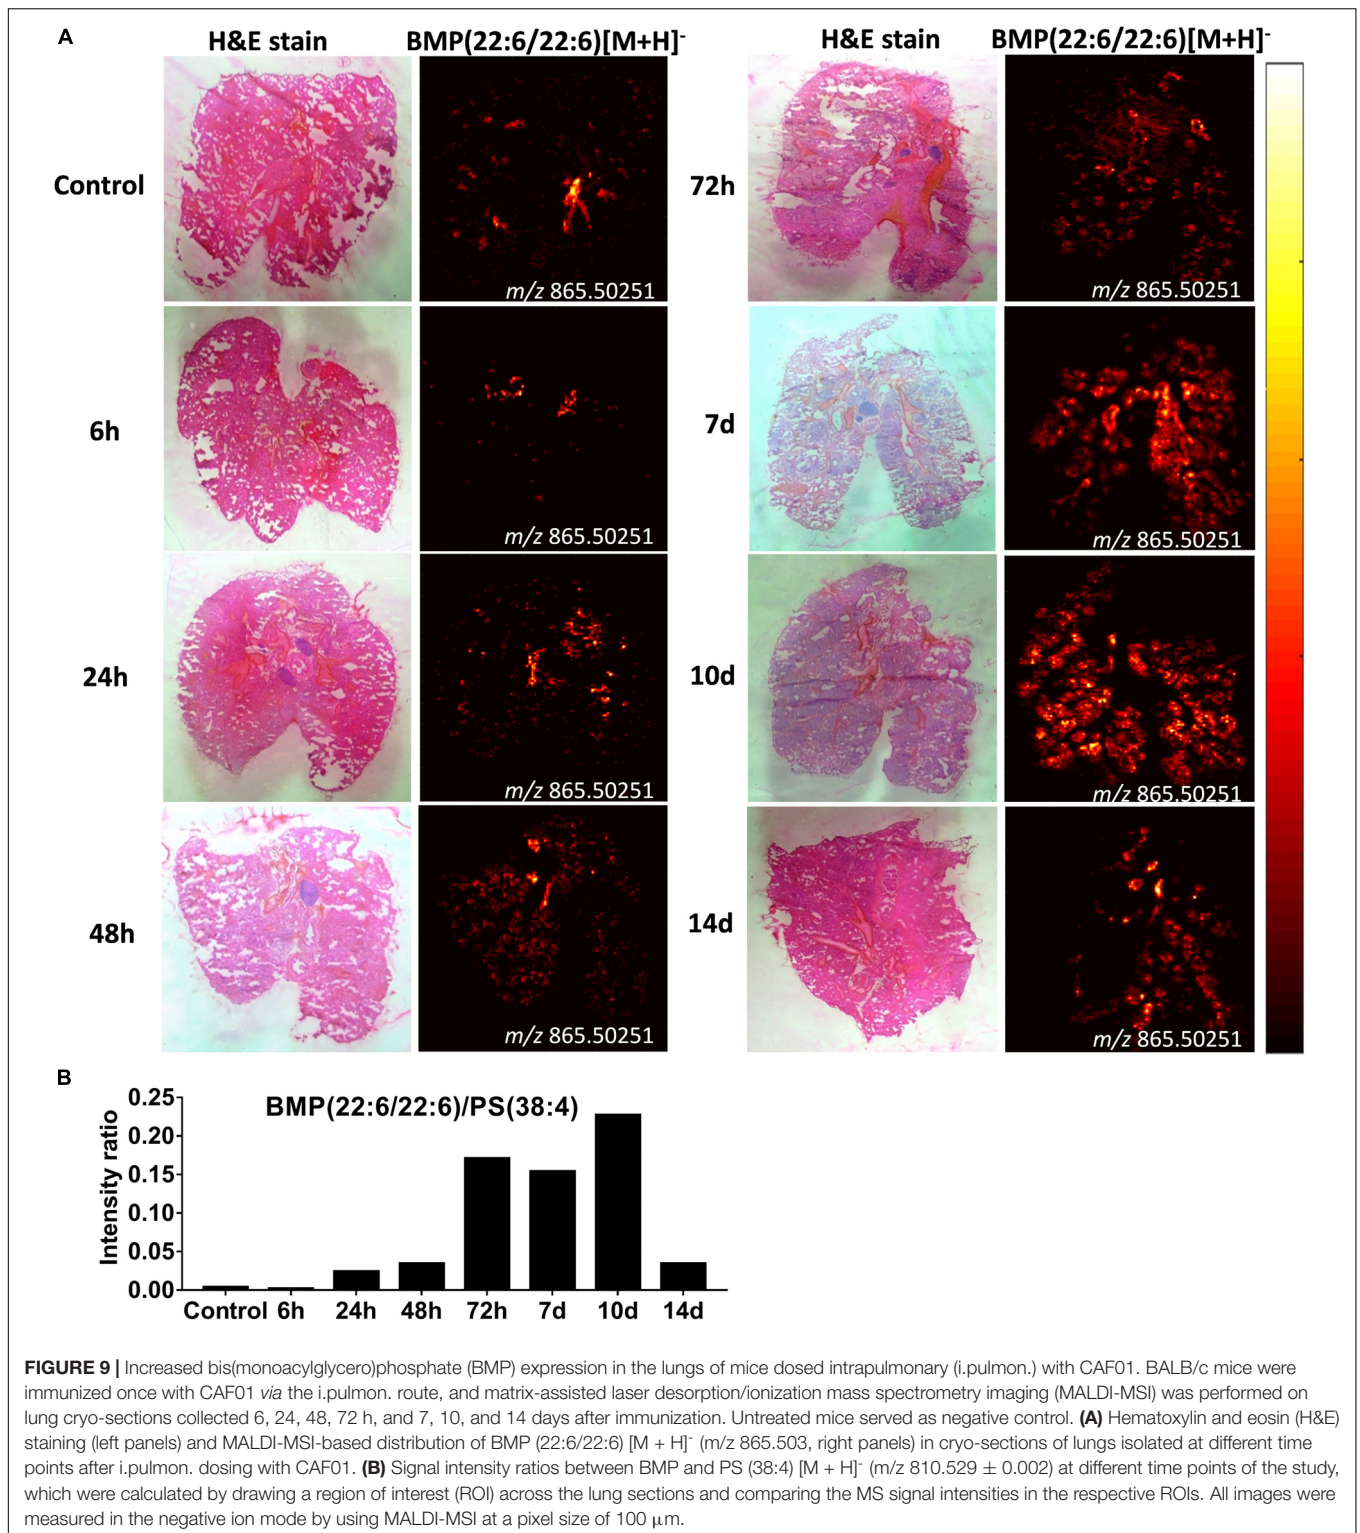 A
H&E stain
BMP(22:6/22:6)[M+H]-
H&E stain
BMP(22:6/22:6)[M+H]-
Control
m/z 865.50251
72h
m/z 865.50251
6h
m/z 865.50251
7d
m/z 865.50251
24h
m/z 865.50251
10d
m/z 865.50251
48h
m/z 865.50251
14d
m/z 865.50251
B
BMP(22:6/22:6)/PS(38:4)
Intensity ratio
0.25
0.20
0.15
0.10
0.05
0.00
Control 6h 24h 48h 72h 7d 10d 14d
FIGURE 9 | Increased bis(monoacylglycero)phosphate (BMP) expression in the lungs of mice dosed intrapulmonary (i.pulmon.) with CAF01. BALB/c mice were
immunized once with CAF01 via the i.pulmon. route, and matrix-assisted laser desorption/ionization mass spectrometry imaging (MALDI-MSI) was performed on
lung cryo-sections collected 6, 24, 48, 72 h, and 7, 10, and 14 days after immunization. Untreated mice served as negative control. (A) Hematoxylin and eosin (H&E)
staining (left panels) and MALDI-MSI-based distribution of BMP (22:6/22:6) [M + H]- (m/z 865.503, right panels) in cryo-sections of lungs isolated at different time
points after i.pulmon. dosing with CAF01. (B) Signal intensity ratios between BMP and PS (38:4) [M + H]- (m/z 810.529 ± 0.002) at different time points of the study,
which were calculated by drawing a region of interest (ROI) across the lung sections and comparing the MS signal intensities in the respective ROIs. All images were
measured in the negative ion mode by using MALDI-MSI at a pixel size of 100 μm.